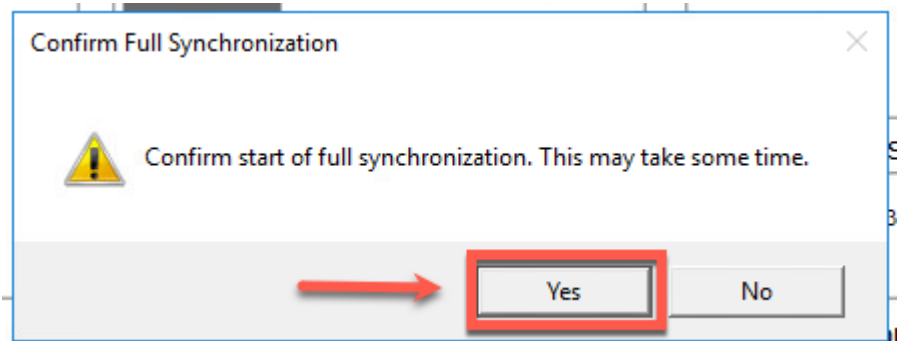 Confirm Full Synchronization
Confirm start of full synchronization. This may take some time.
Yes
No